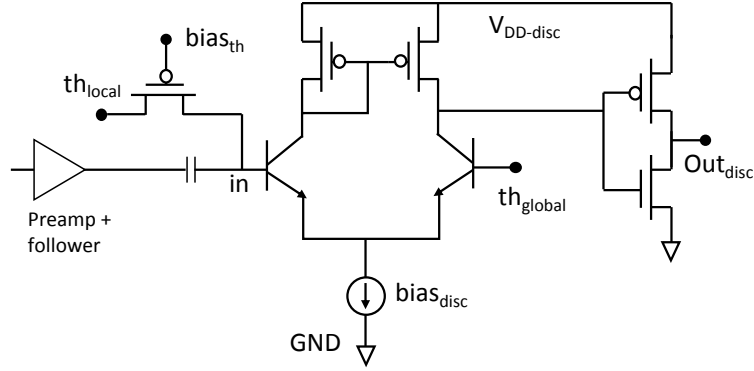 V_DD-disc
bias_th
th_local
in
th_global
Out_disc
Preamp +
follower
bias_disc
GND